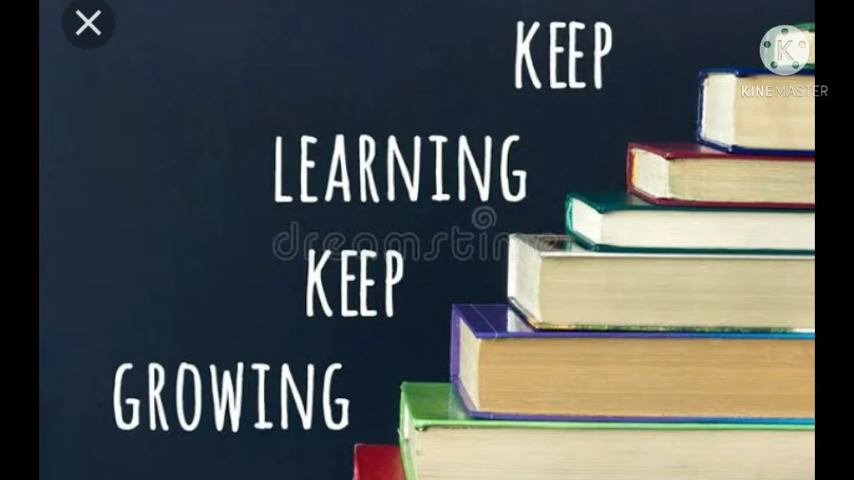 KEEP
KINEMASTER
LEARNING
dreamstime
KEEP
GROWING